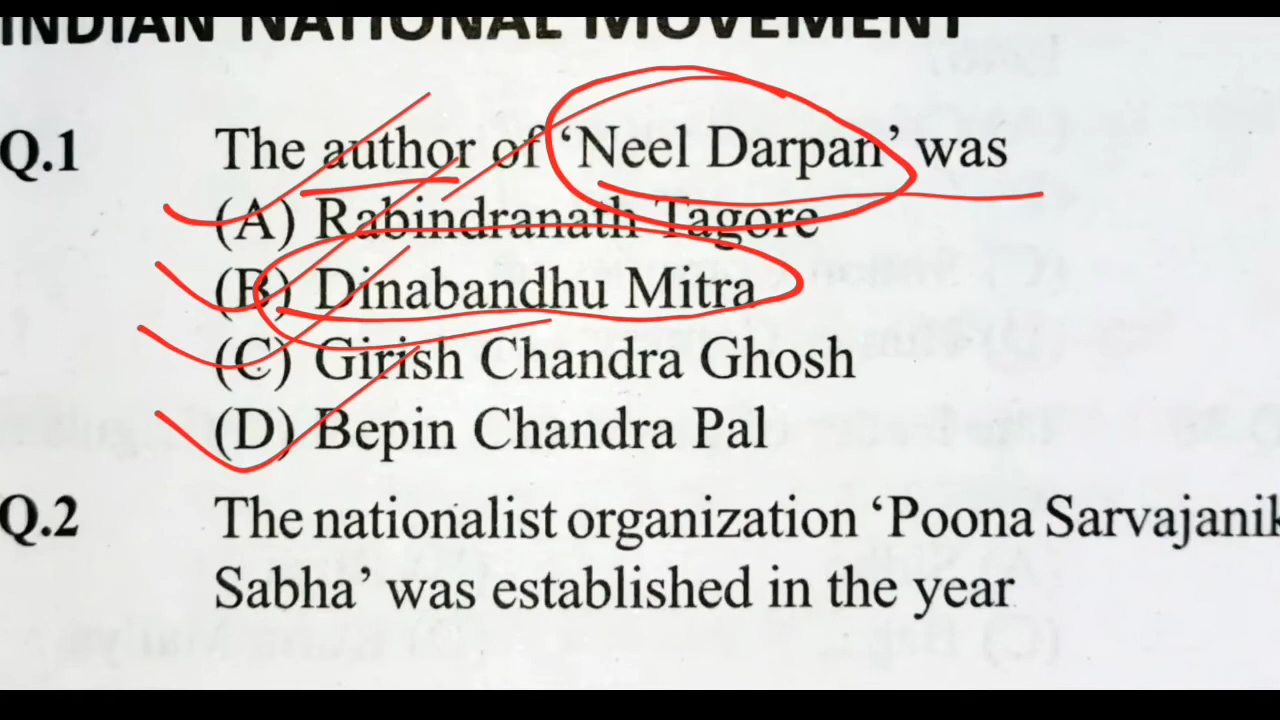 INDIAN NATIONAL MOVEMENT
Q.1 The author of ‘Neel Darpan’ was
(A) Rabindranath Tagore
(B) Dinabandhu Mitra
(C) Girish Chandra Ghosh
(D) Bepin Chandra Pal
Q.2 The nationalist organization ‘Poona Sarvajanik
Sabha’ was established in the year